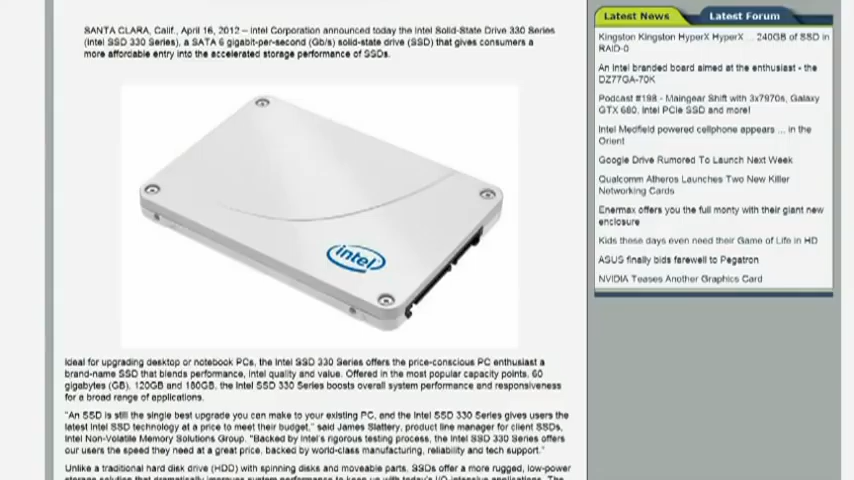 SANTA CLARA, Calif., April 16, 2012 – Intel Corporation announced today the Intel Solid-State Drive 330 Series
(Intel SSD 330 Series), a SATA 6 gigabit-per-second (Gb/s) solid-state drive (SSD) that gives consumers a
more affordable entry into the accelerated storage performance of SSDs.
intel
Ideal for upgrading desktop or notebook PCs, the Intel SSD 330 Series offers the price-conscious PC enthusiast a
brand-name SSD that blends performance, Intel quality and value. Offered in the most popular capacity points, 60
gigabytes (GB), 120GB and 180GB, the Intel SSD 330 Series boosts overall system performance and responsiveness
for a broad range of applications.
"An SSD is still the single best upgrade you can make to your existing PC, and the Intel SSD 330 Series gives users the
latest Intel SSD technology at a price to meet their budget," said James Slattery, product line manager for client SSDs,
Intel Non-Volatile Memory Solutions Group. "Backed by Intel's rigorous testing process, the Intel SSD 330 Series offers
our users the speed they need at a great price, backed by world-class manufacturing, reliability and tech support."
Unlike a traditional hard disk drive (HDD) with spinning disks and moveable parts, SSDs offer a more rugged, low-power
Latest News
Latest Forum
Kingston Kingston HyperX HyperX ... 240GB of SSD in
RAID-0
An Intel branded board aimed at the enthusiast - the
DZ77GA-70K
Podcast #198 - Maingear Shift with 3x7970s, Galaxy
GTX 680, Intel PCIe SSD and more!
Intel Medfield powered cellphone appears ... in the
Orient
Google Drive Rumored To Launch Next Week
Qualcomm Atheros Launches Two New Killer
Networking Cards
Enermax offers you the full monty with their giant new
enclosure
Kids these days even need their Game of Life in HD
ASUS finally bids farewell to Pegatron
NVIDIA Teases Another Graphics Card